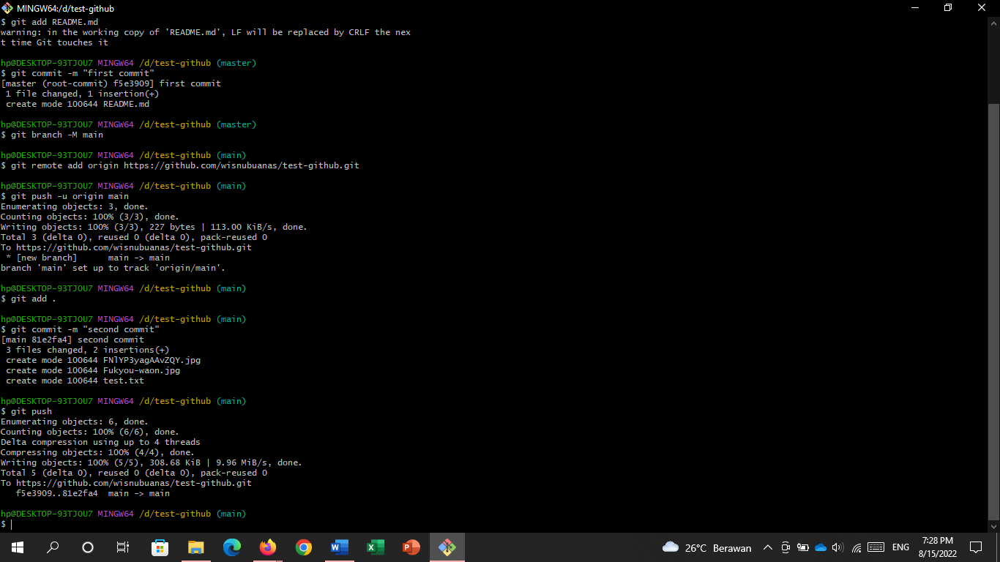 MINGW64:/d/test-github
$ git add README.md
warning: in the working copy of 'README.md', LF will be replaced by CRLF the nex
t time Git touches it
hp@DESKTOP-93TJOU7 MINGW64 /d/test-github (master)
$ git commit -m "first commit"
[master (root-commit) f5e3909] first commit
 1 file changed, 1 insertion(+)
 create mode 100644 README.md
hp@DESKTOP-93TJOU7 MINGW64 /d/test-github (master)
$ git branch -M main
hp@DESKTOP-93TJOU7 MINGW64 /d/test-github (main)
$ git remote add origin https://github.com/wisnubuanas/test-github.git
hp@DESKTOP-93TJOU7 MINGW64 /d/test-github (main)
$ git push -u origin main
Enumerating objects: 3, done.
Counting objects: 100% (3/3), done.
Writing objects: 100% (3/3), 227 bytes | 113.00 KiB/s, done.
Total 3 (delta 0), reused 0 (delta 0), pack-reused 0
To https://github.com/wisnubuanas/test-github.git
 * [new branch]      main -> main
branch 'main' set up to track 'origin/main'.
hp@DESKTOP-93TJOU7 MINGW64 /d/test-github (main)
$ git add .
hp@DESKTOP-93TJOU7 MINGW64 /d/test-github (main)
$ git commit -m "second commit"
[main 81e2fa4] second commit
 3 files changed, 2 insertions(+)
 create mode 100644 FNlYP3yagAAvZQY.jpg
 create mode 100644 Fukyou-waon.jpg
 create mode 100644 test.txt
hp@DESKTOP-93TJOU7 MINGW64 /d/test-github (main)
$ git push
Enumerating objects: 6, done.
Counting objects: 100% (6/6), done.
Delta compression using up to 4 threads
Compressing objects: 100% (4/4), done.
Writing objects: 100% (5/5), 308.68 KiB | 9.96 MiB/s, done.
Total 5 (delta 0), reused 0 (delta 0), pack-reused 0
To https://github.com/wisnubuanas/test-github.git
   f5e3909..81e2fa4  main -> main
hp@DESKTOP-93TJOU7 MINGW64 /d/test-github (main)
$
26°C Berawan
ENG
7:28 PM
8/15/2022